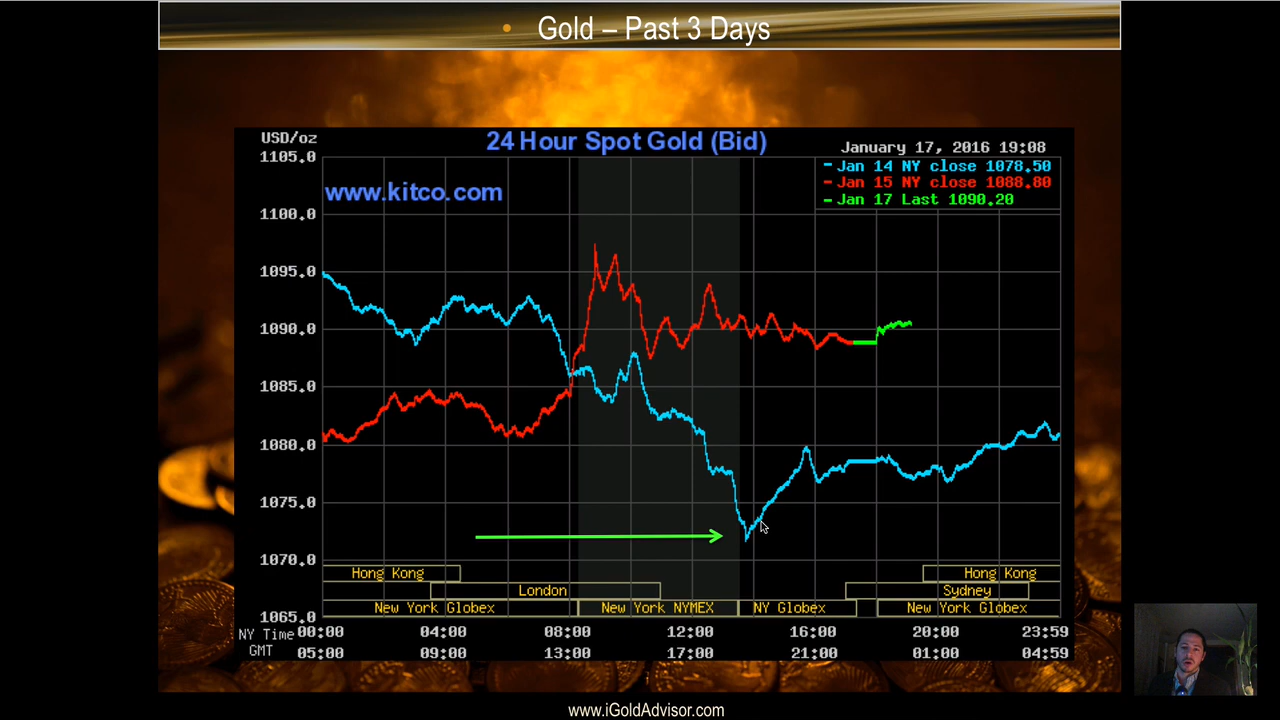 • Gold – Past 3 Days
USD/oz
24 Hour Spot Gold (Bid)
January 17, 2016 19:08
www.kitco.com
Jan 14 NY close 1078.50
Jan 15 NY close 1088.80
Jan 17 Last 1090.20
1105.0
1100.0
1095.0
1090.0
1085.0
1080.0
1075.0
1070.0
1065.0
Hong Kong Hong Kong
London Sydney
New York Globex New York NYMEX NY Globex New York Globex
NY Time 00:00 04:00 08:00 12:00 16:00 20:00 23:59
GMT 05:00 09:00 13:00 17:00 21:00 01:00 04:59
www.iGoldAdvisor.com